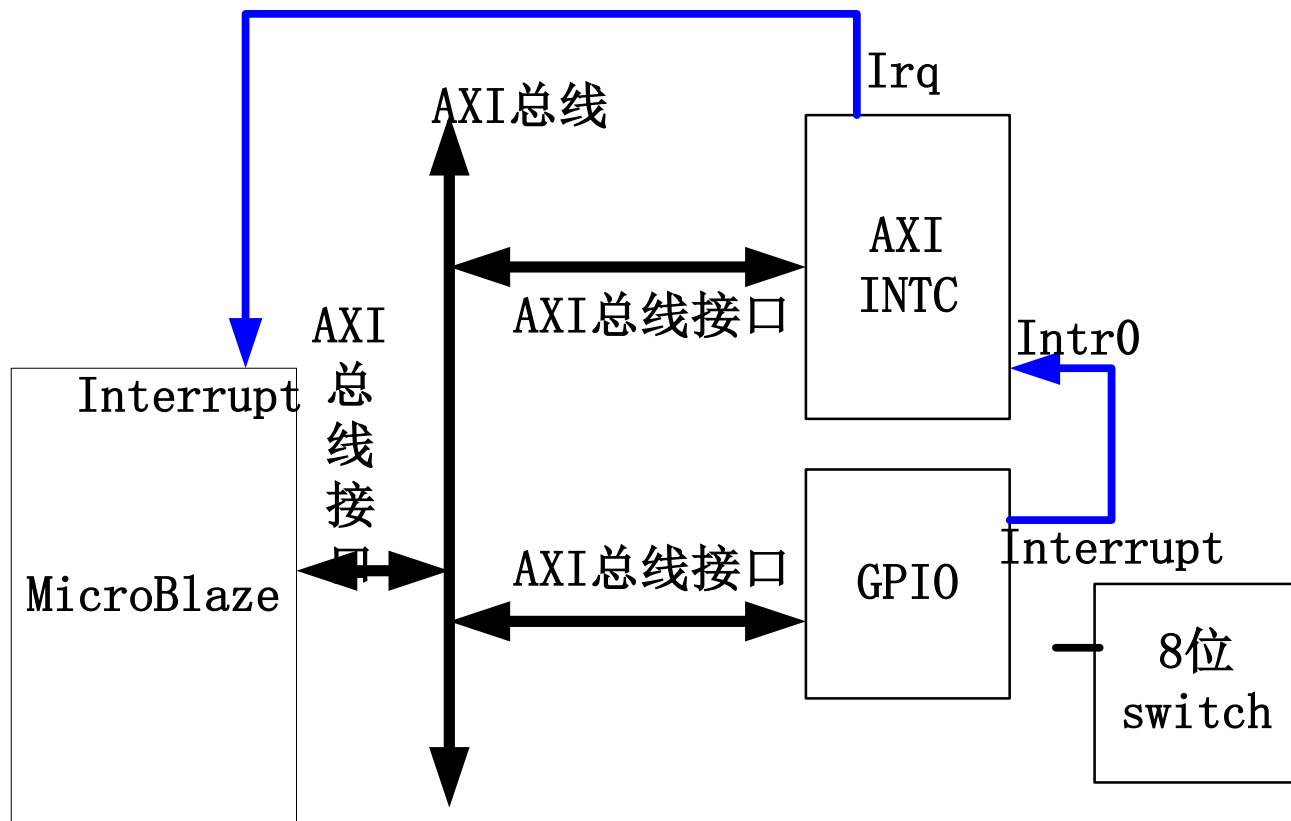 Irq
AXI总线
AXI
INTC
AXI总线接口
AXI
总
线
接
口
Intr0
Interrupt
MicroBlaze
AXI总线接口
GPIO
Interrupt
8位
switch